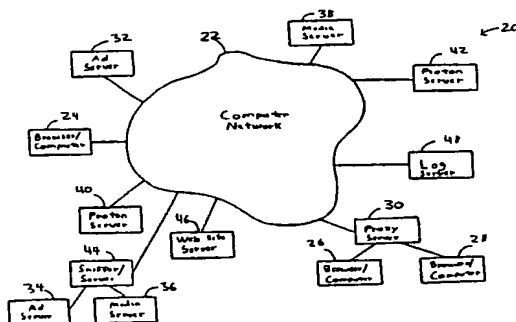 32
Ad
Server
22
38
Media
Server
20
42
Proton
Server
24
Browser/
Computer
Computer
Network
48
Log
Server
40
Proton
Server
46
Web Site
Server
30
Proxy
Server
44
Sniffer/
Server
26
Browser/
Computer
28
Browser/
Computer
34
Ad
Server
36
Media
Server